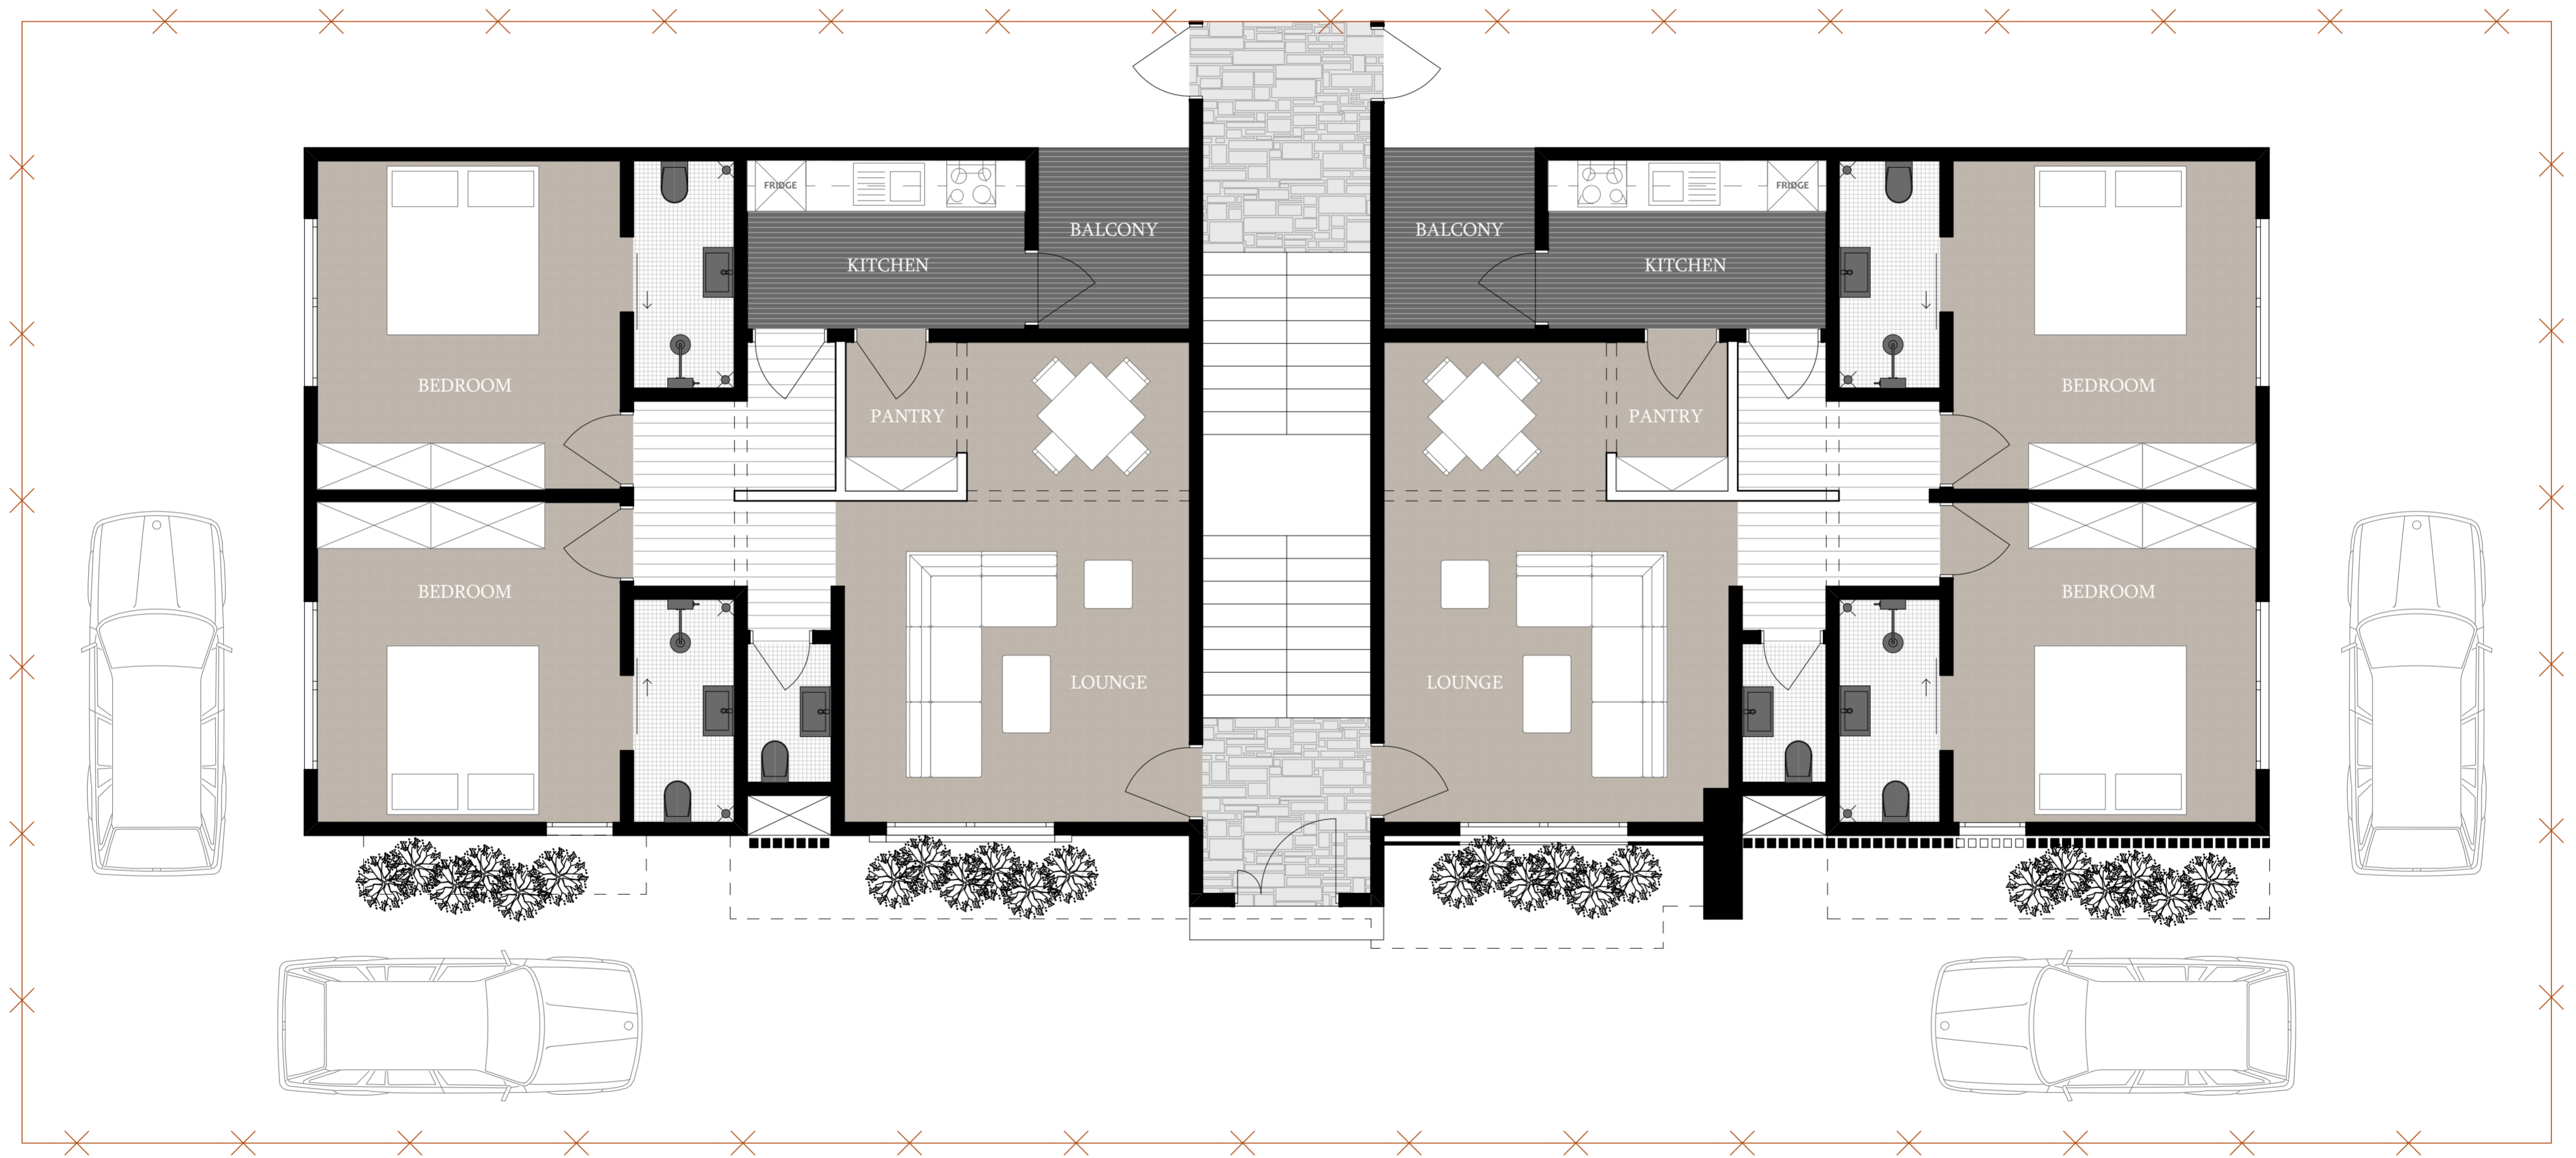 FRIDGE
FRIDGE
BALCONY
BALCONY
KITCHEN
KITCHEN
BEDROOM
BEDROOM
PANTRY
PANTRY
BEDROOM
BEDROOM
LOUNGE
LOUNGE